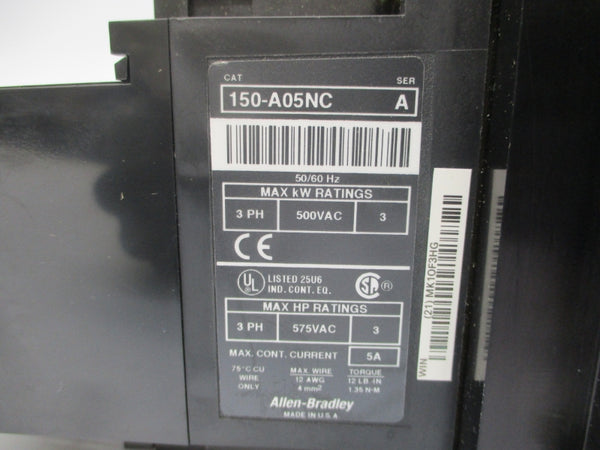 CAT SER
150-A05NC A
50/60 Hz
MAX kW RATINGS
3 PH 500VAC 3
CE
UL LISTED 25U6
IND. CONT. EQ.
SA ®
MAX HP RATINGS
3 PH 575VAC 3
MAX. CONT. CURRENT 5A
75°C CU WIRE ONLY
MAX. WIRE 12 AWG 4 mm²
TORQUE 12 LB. IN 1.35 N-M
Allen-Bradley
MADE IN U.S.A
WIN (21) MK1OF3HG